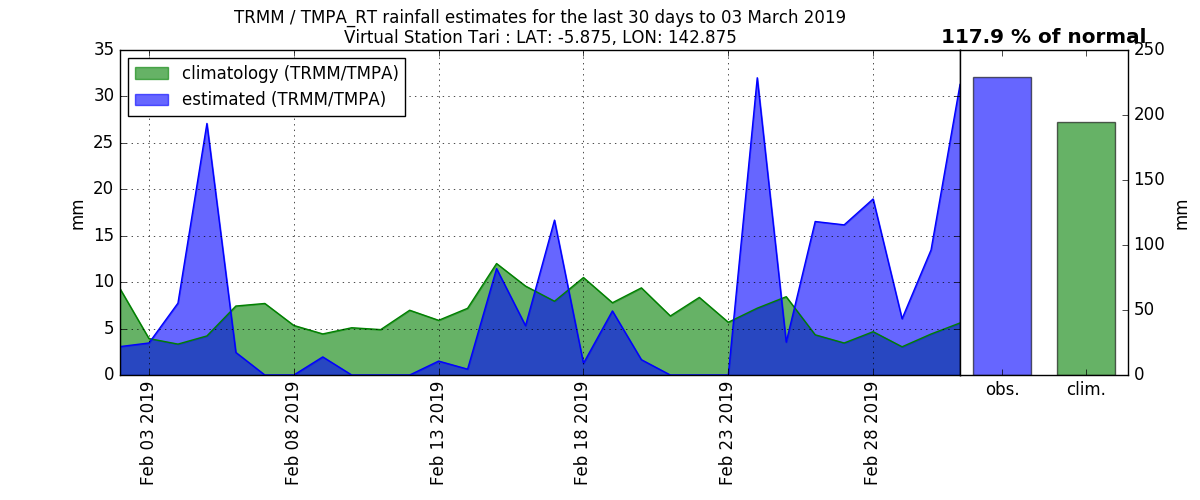 TRMM / TMPA_RT rainfall estimates for the last 30 days to 03 March 2019
Virtual Station Tari : LAT: -5.875, LON: 142.875
117.9 % of normal
climatology (TRMM/TMPA)
estimated (TRMM/TMPA)
mm
35
30
25
20
15
10
5
0
Feb 03 2019
Feb 08 2019
Feb 13 2019
Feb 18 2019
Feb 23 2019
Feb 28 2019
obs.
clim.
250
200
150
100
50
0
mm